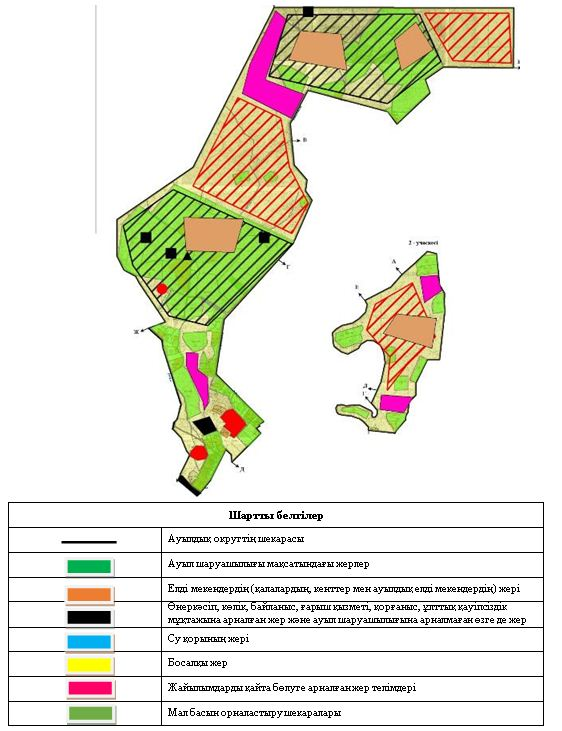 В
Г
2 - учаскесі
А
Е
Ж
Д
Г
Д
Шартты белгілер
Ауылдық округтің шекарасы
Ауыл шаруашылығы мақсатындағы жерлер
Елді мекендердің (қалалардың, кенттер мен ауылдық елді мекендердің) жері
Өнеркәсіп, көлік, байланыс, ғарыш қызметі, қорғаныс, ұлттық қауіпсіздік
мұқтажына арналған жер және ауыл шаруашылығына арналмаған өзге де жер
Су қорының жері
Босалқы жер
Жайылымдарды қайта бөлуге арналған жер телімдері
Мал басын орналастыру шекаралары